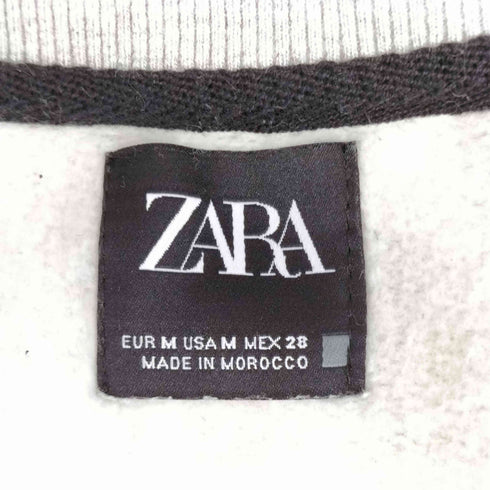 ZARA
EUR M USA M MEX 28
MADE IN MOROCCO